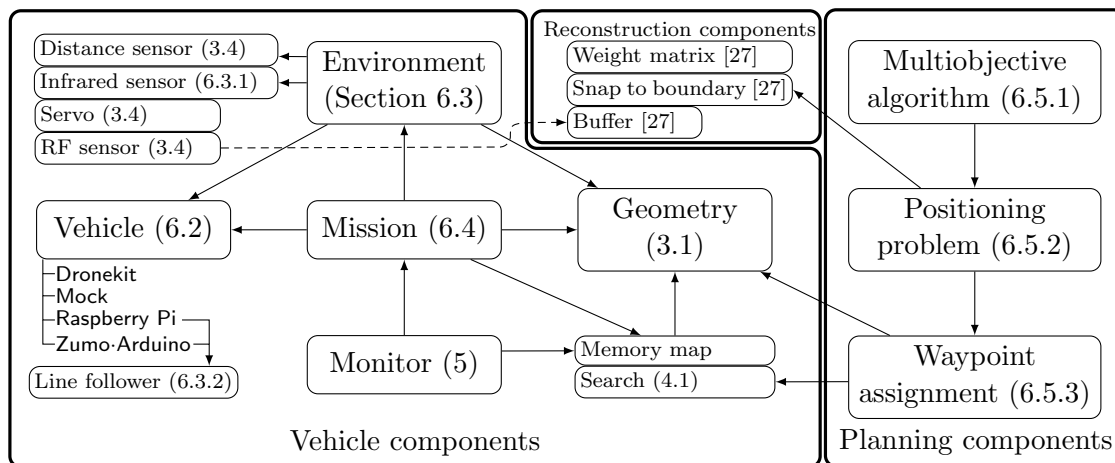 Distance sensor (3.4)
Infrared sensor (6.3.1)
Servo (3.4)
RF sensor (3.4)
Environment
(Section 6.3)
Reconstruction components
Weight matrix [27]
Snap to boundary [27]
Buffer [27]
Multiobjective
algorithm (6.5.1)
Vehicle (6.2)
Mission (6.4)
Geometry
(3.1)
Positioning
problem (6.5.2)
Dronekit
Mock
Raspberry Pi
Zumo·Arduino
Line follower (6.3.2)
Monitor (5)
Memory map
Search (4.1)
Waypoint
assignment (6.5.3)
Vehicle components
Planning components